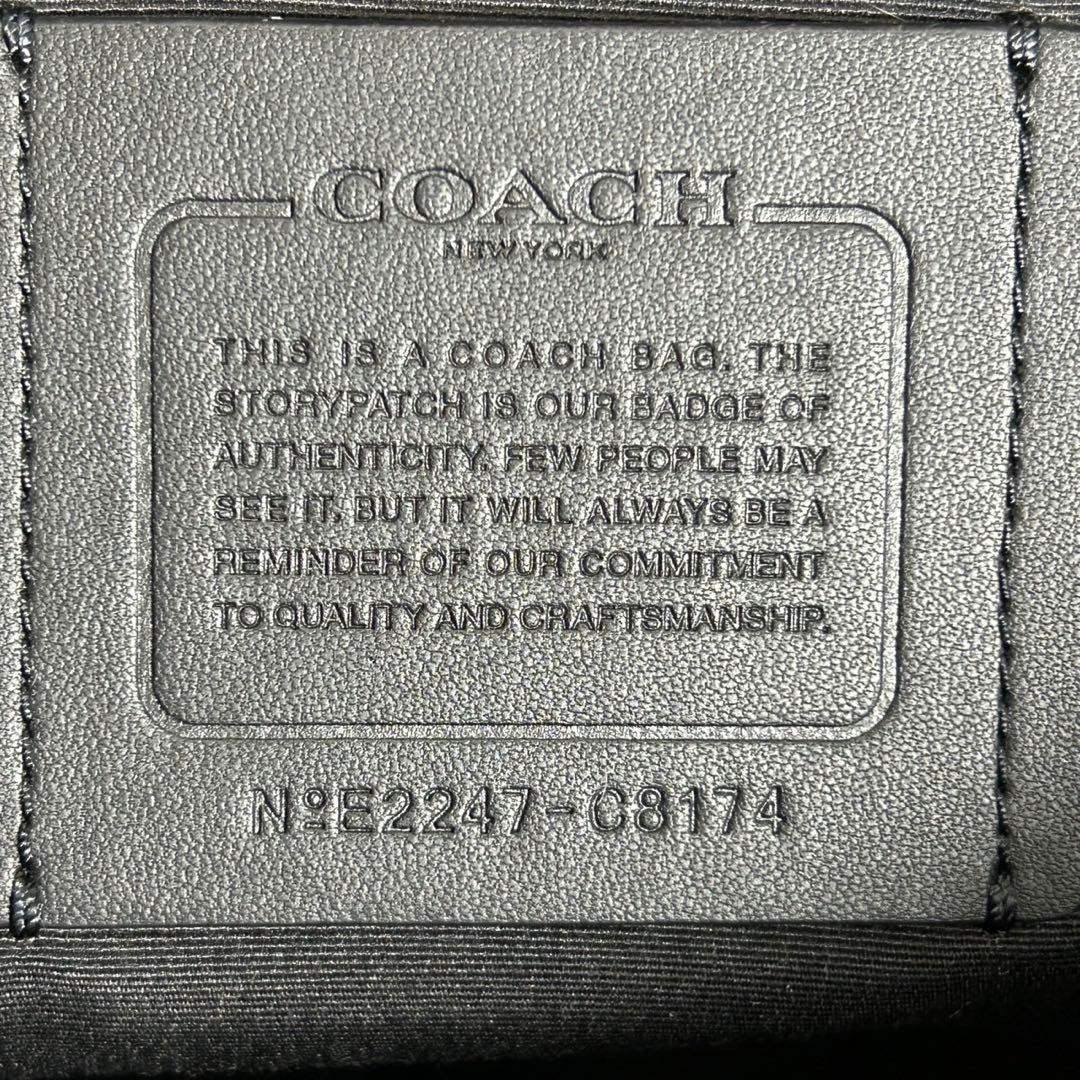 COACH
NEW YORK
THIS IS A COACH BAG. THE
STORYPATCH IS OUR BADGE OF
AUTHENTICITY. FEW PEOPLE MAY
SEE IT. BUT IT WILL ALWAYS BE A
REMINDER OF OUR COMMITMENT
TO QUALITY AND CRAFTSMANSHIP.
NºE2247-C8174